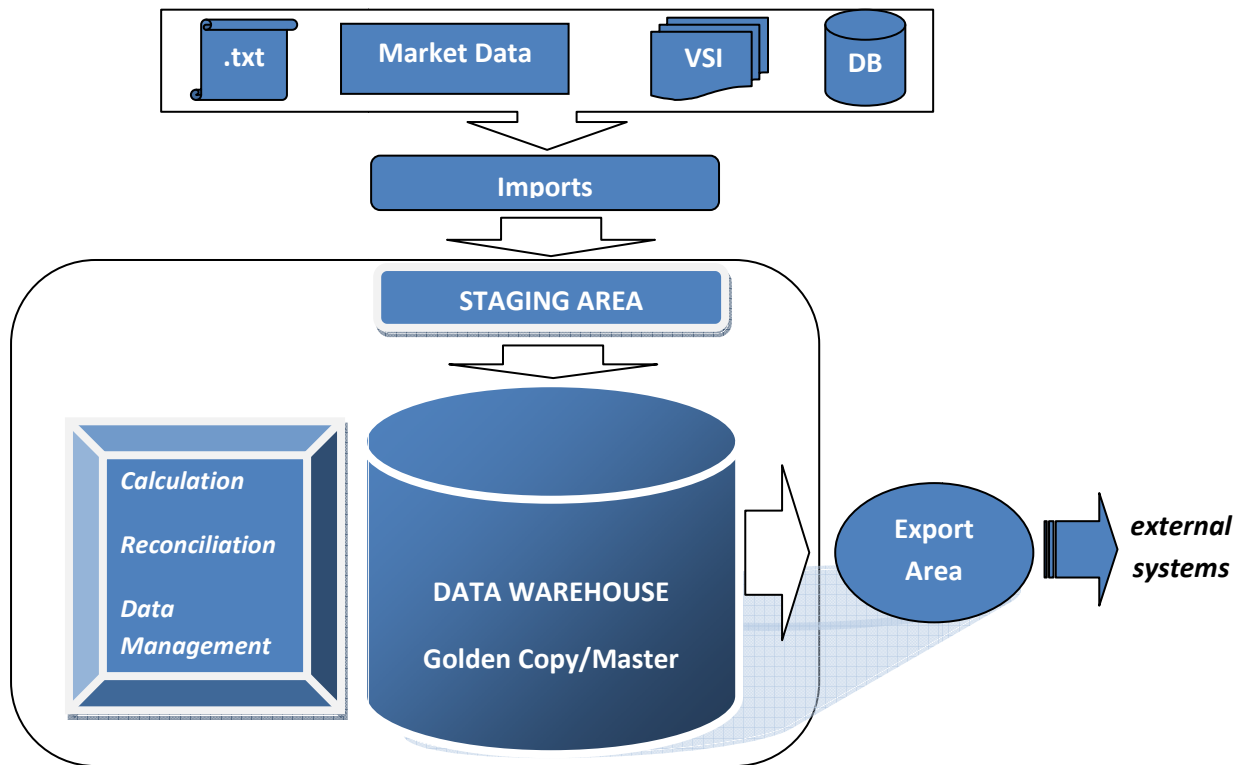 .txt
Market Data
VSI
DB
Imports
STAGING AREA
Calculation
Reconciliation
Data
Management
DATA WAREHOUSE
Golden Copy/Master
Export
Area
external
systems